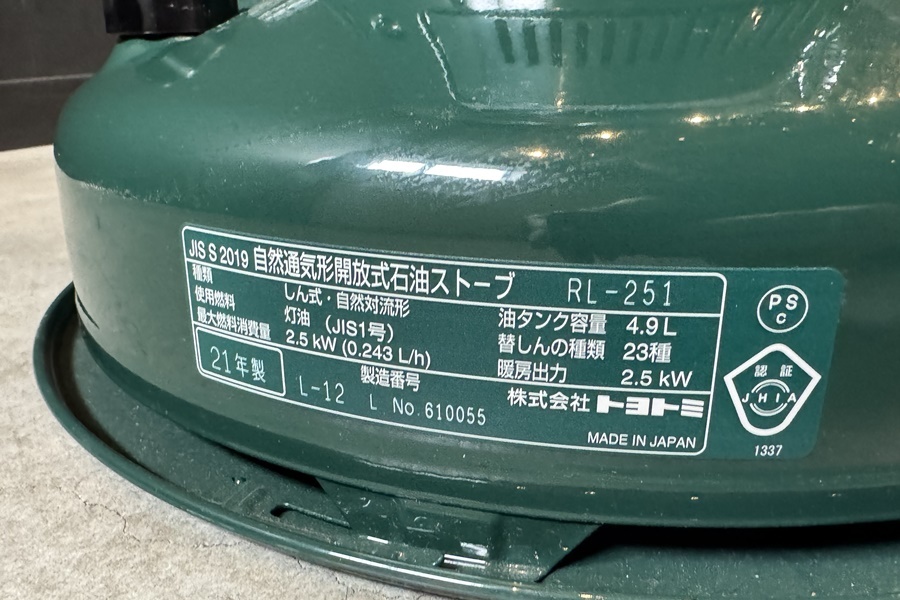 JIS S 2019 自然通気形開放式石油ストーブ RL-251
種類 しん式・自然対流形
使用燃料 灯油 (JIS1号)
最大燃料消費量 2.5 kW (0.243 L/h)
油タンク容量 4.9 L
替しんの種類 23種
暖房出力 2.5 kW
21年製
製造番号
L-12 L No.610055
株式会社 トヨトミ
MADE IN JAPAN
PS
C
認証
JHIA
1337